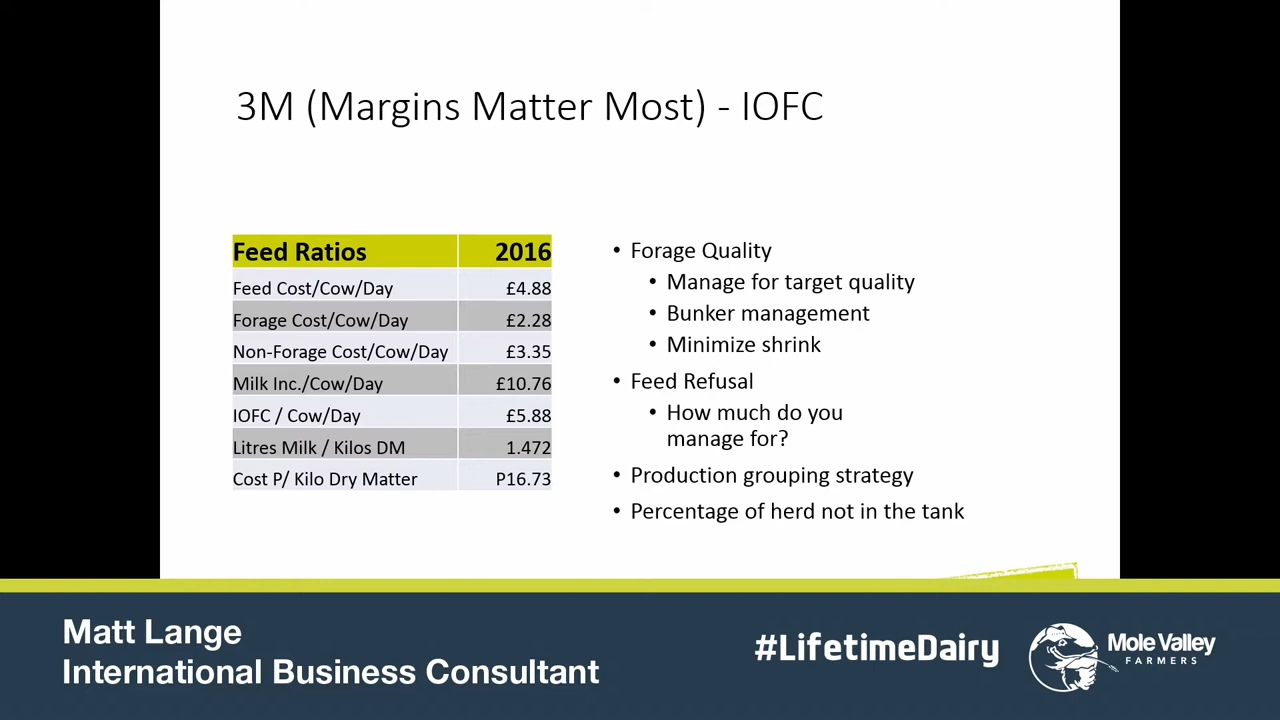 3M (Margins Matter Most) - IOFC
Feed Ratios 2016
Feed Cost/Cow/Day £4.88
Forage Cost/Cow/Day £2.28
Non-Forage Cost/Cow/Day £3.35
Milk Inc./Cow/Day £10.76
IOFC / Cow/Day £5.88
Litres Milk / Kilos DM 1.472
Cost P/ Kilo Dry Matter P16.73
• Forage Quality
• Manage for target quality
• Bunker management
• Minimize shrink
• Feed Refusal
• How much do you
manage for?
• Production grouping strategy
• Percentage of herd not in the tank
Matt Lange
International Business Consultant
#LifetimeDairy
Mole Valley
FARMERS